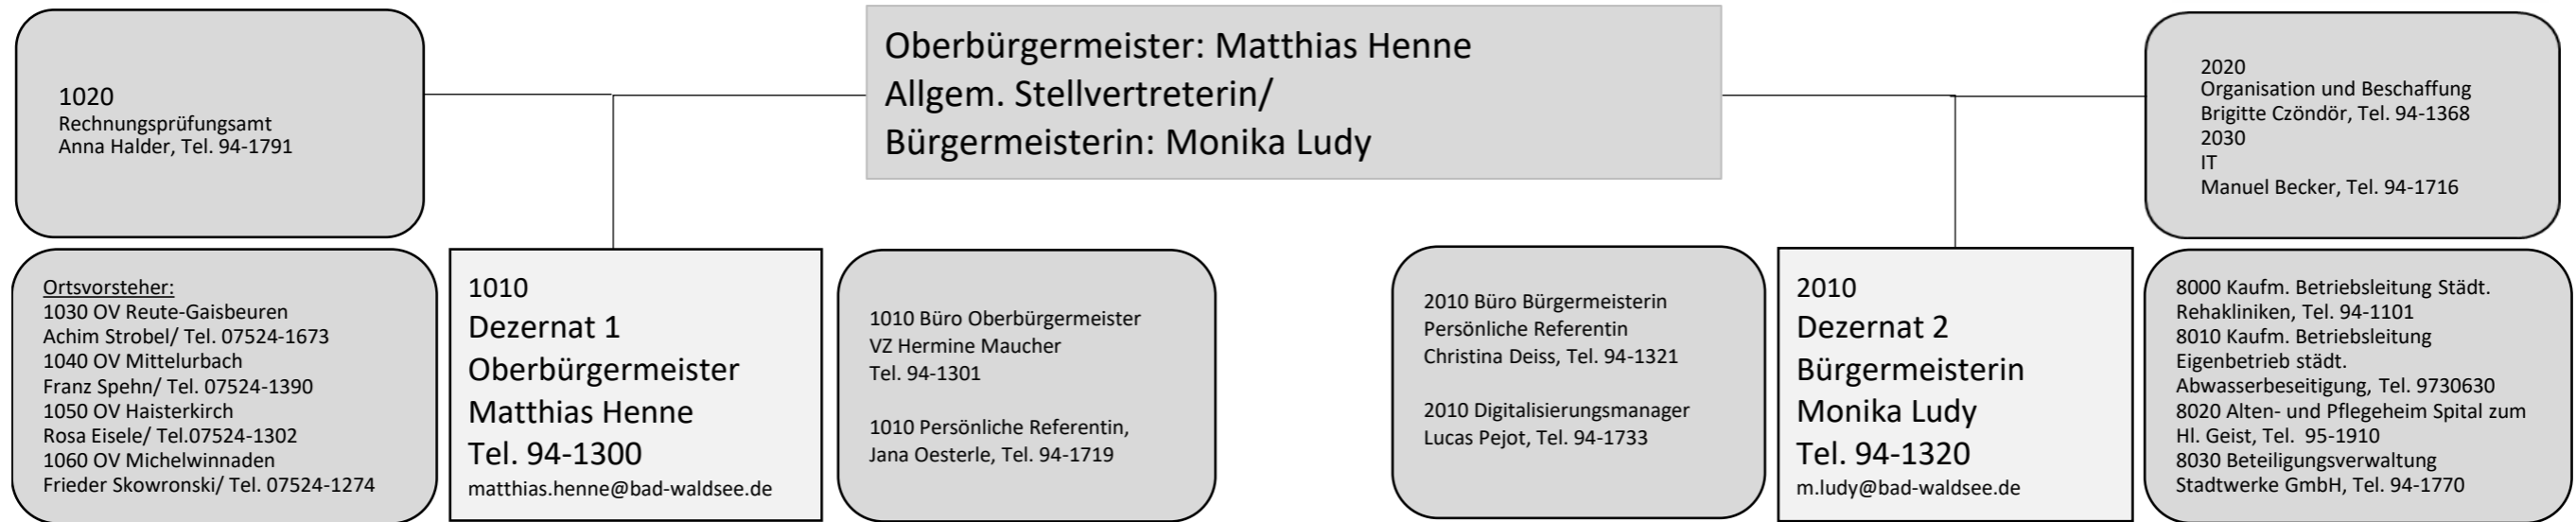 1020
Rechnungsprüfungsamt
Anna Halder, Tel. 94-1791
Oberbürgermeister: Matthias Henne
Allgem. Stellvertreterin/
Bürgermeisterin: Monika Ludy
2020
Organisation und Beschaffung
Brigitte Czöndör, Tel. 94-1368
2030
IT
Manuel Becker, Tel. 94-1716
Ortsvorsteher:
1030 OV Reute-Gaisbeuren
Achim Strobel/ Tel. 07524-1673
1040 OV Mittelurbach
Franz Spehn/ Tel. 07524-1390
1050 OV Haisterkirch
Rosa Eisele/ Tel.07524-1302
1060 OV Michelwinnaden
Frieder Skowronski/ Tel. 07524-1274
1010
Dezernat 1
Oberbürgermeister
Matthias Henne
Tel. 94-1300
matthias.henne@bad-waldsee.de
1010 Büro Oberbürgermeister
VZ Hermine Maucher
Tel. 94-1301
1010 Persönliche Referentin,
Jana Oesterle, Tel. 94-1719
2010 Büro Bürgermeisterin
Persönliche Referentin
Christina Deiss, Tel. 94-1321
2010 Digitalisierungsmanager
Lucas Pejot, Tel. 94-1733
2010
Dezernat 2
Bürgermeisterin
Monika Ludy
Tel. 94-1320
m.ludy@bad-waldsee.de
8000 Kaufm. Betriebsleitung Städt.
Rehakliniken, Tel. 94-1101
8010 Kaufm. Betriebsleitung
Eigenbetrieb städt.
Abwasserbeseitigung, Tel. 9730630
8020 Alten- und Pflegeheim Spital zum
Hl. Geist, Tel. 95-1910
8030 Beteiligungsverwaltung
Stadtwerke GmbH, Tel. 94-1770